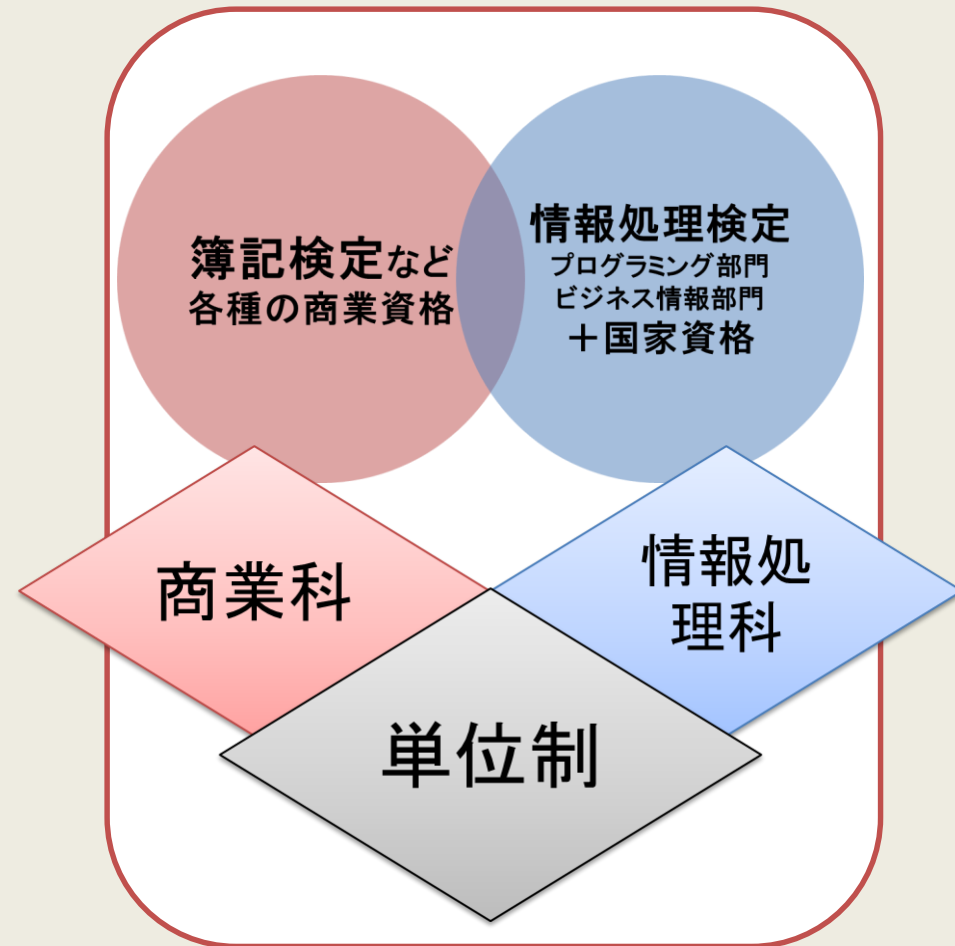 簿記検定など
各種の商業資格
情報処理検定
プログラミング部門
ビジネス情報部門
＋国家資格
商業科
情報処
理科
単位制